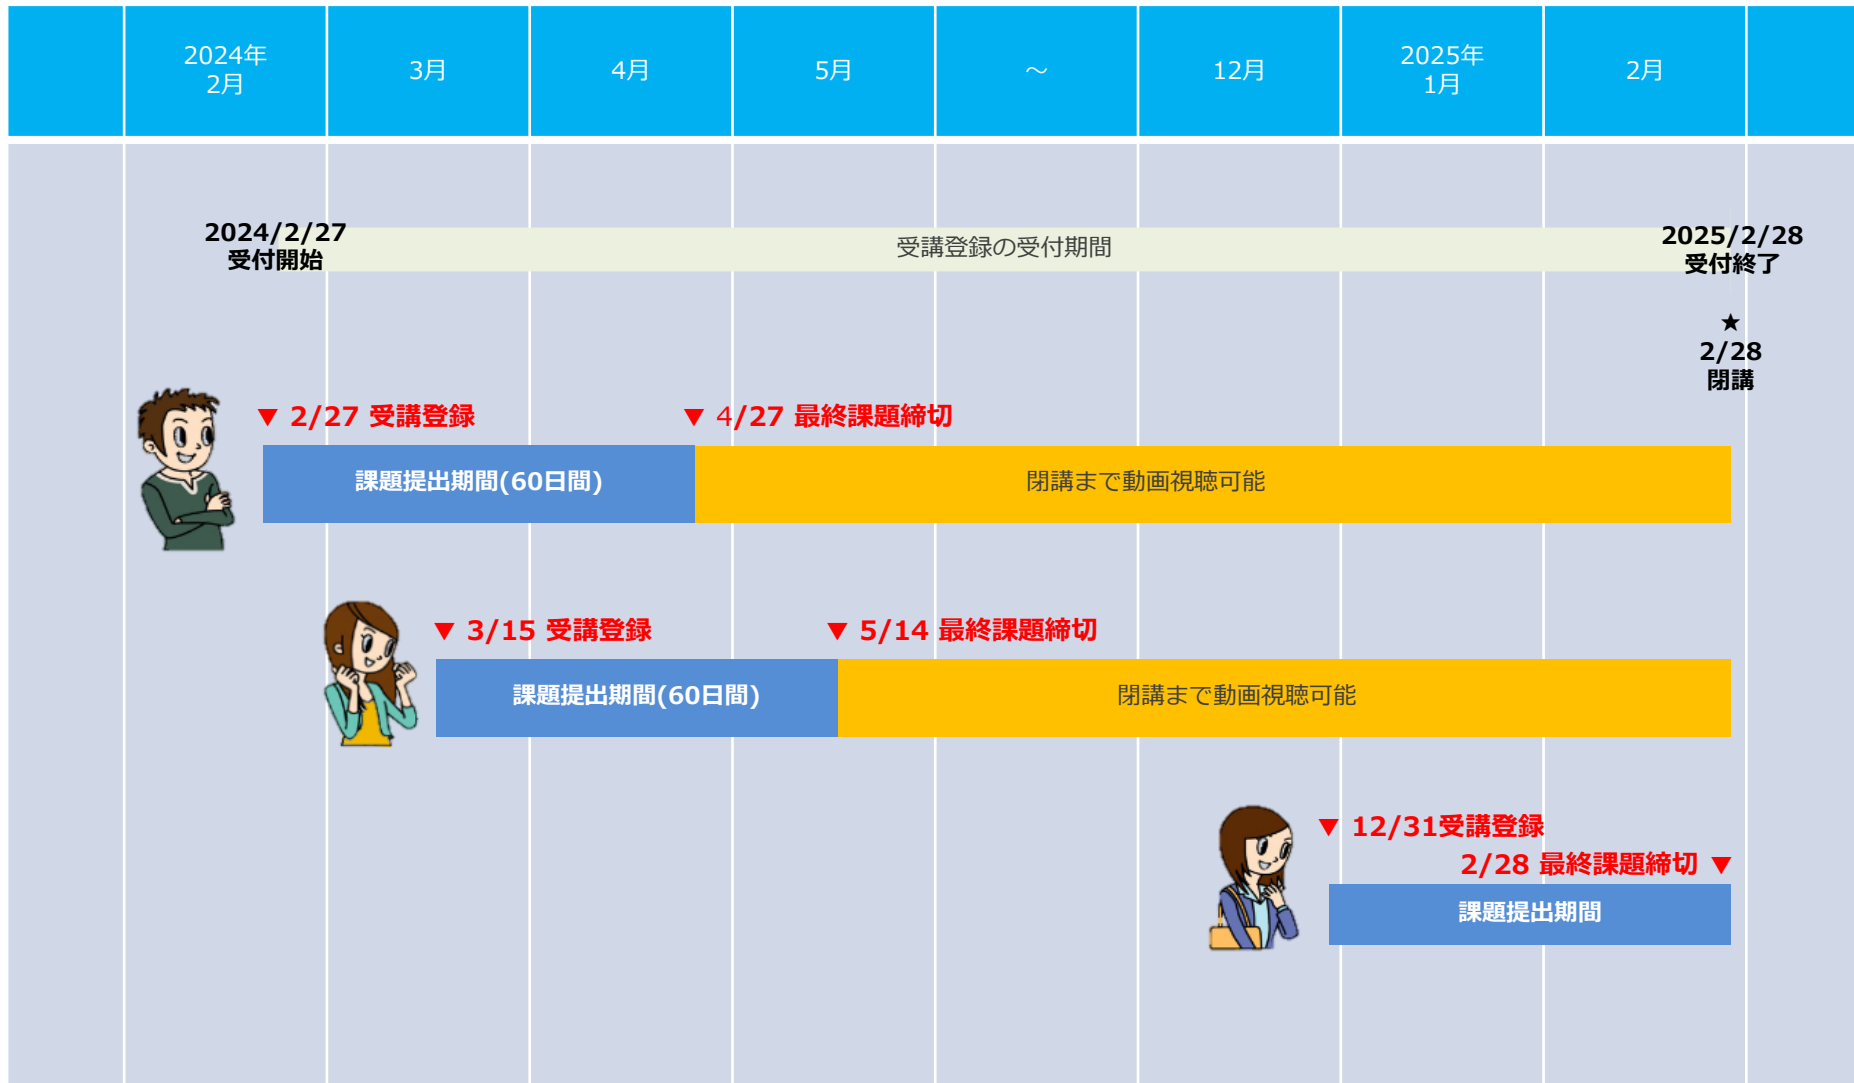 2024年
2月
3月
4月
5月
～
12月
2025年
1月
2月
2024/2/27
受付開始
受講登録の受付期間
2025/2/28
受付終了
★
2/28
閉講
▼ 2/27 受講登録
▼ 4/27 最終課題締切
課題提出期間(60日間)
閉講まで動画視聴可能
▼ 3/15 受講登録
▼ 5/14 最終課題締切
課題提出期間(60日間)
閉講まで動画視聴可能
▼ 12/31受講登録
2/28 最終課題締切 ▼
課題提出期間